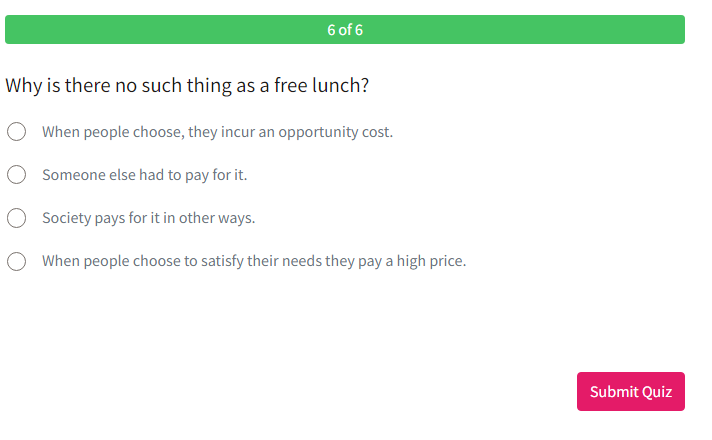 6 of 6
Why is there no such thing as a free lunch?
When people choose, they incur an opportunity cost.
Someone else had to pay for it.
Society pays for it in other ways.
When people choose to satisfy their needs they pay a high price.
Submit Quiz